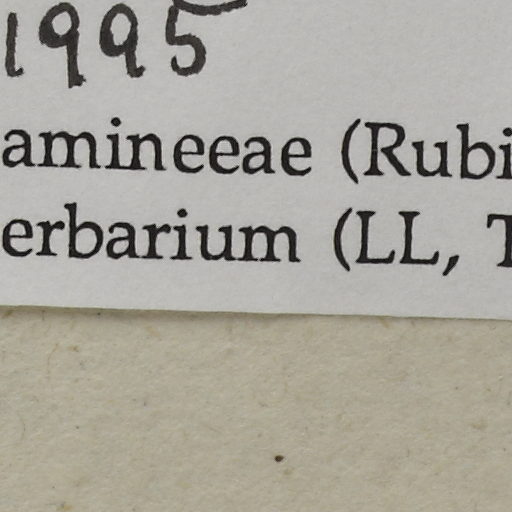 1995
amineeae (Rubi
erbarium (LL, T